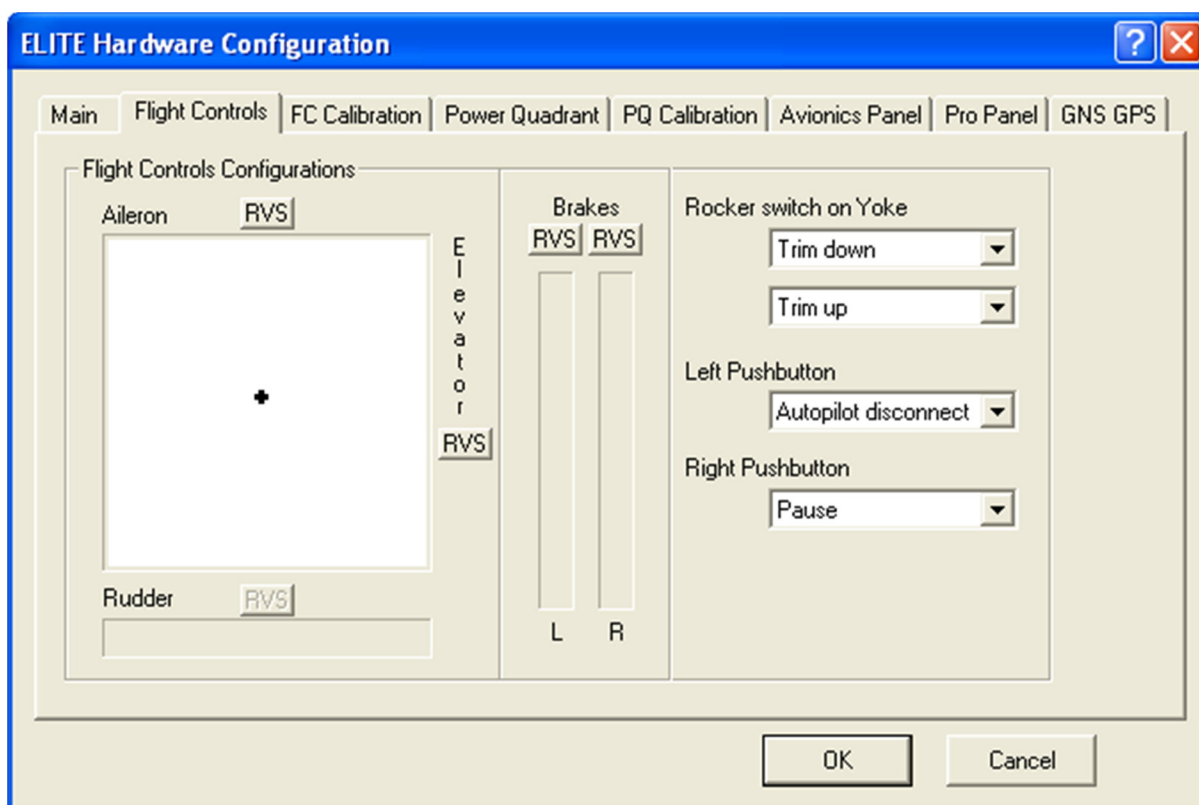 ELITE Hardware Configuration
Main Flight Controls FC Calibration Power Quadrant PQ Calibration Avionics Panel Pro Panel GNS GPS
Flight Controls Configurations
Aileron RVS
Elevator
RVS
Rudder RVS
Brakes
RVS RVS
L R
Rocker switch on Yoke
Trim down
Trim up
Left Pushbutton
Autopilot disconnect
Right Pushbutton
Pause
OK Cancel